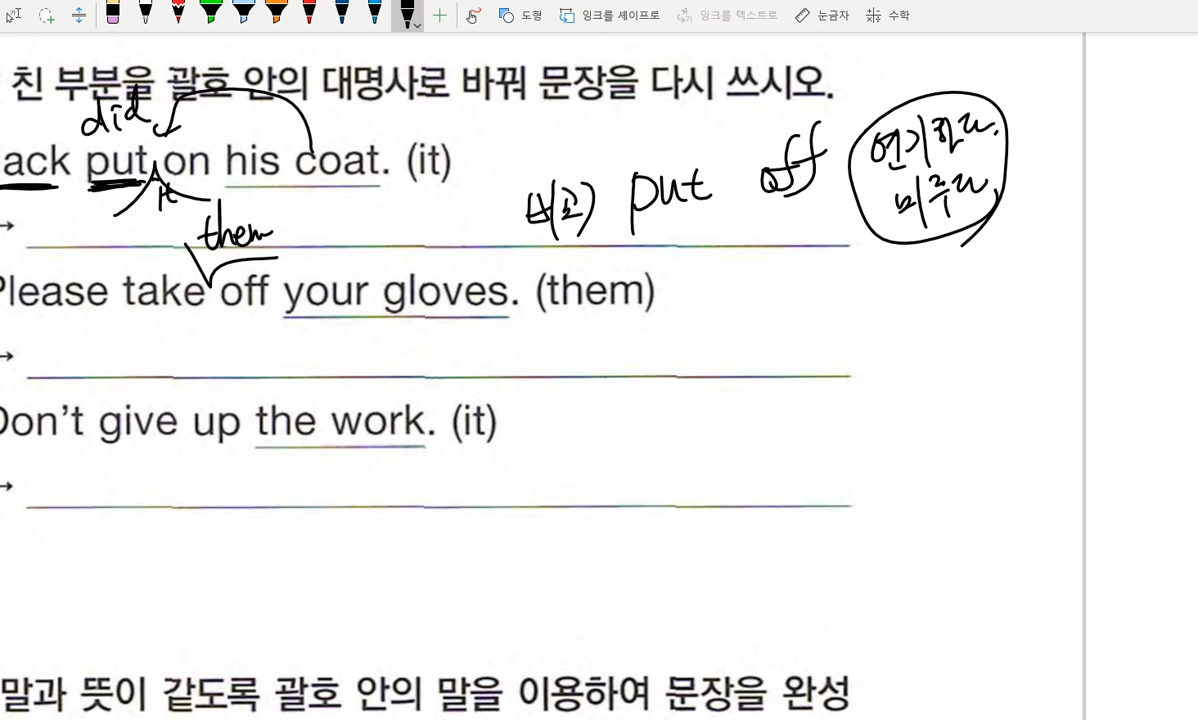 도형 잉크를 셰이프로 잉크를 텍스트로 눈금자 수학
친 부분을 괄호 안의 대명사로 바꿔 문장을 다시 쓰시오.
did
ack put on his coat. (it)
it
비교) put off 연기한다.
미루다
→
them
Please take off your gloves. (them)
→
Don't give up the work. (it)
→
말과 뜻이 같도록 괄호 안의 말을 이용하여 문장을 완성